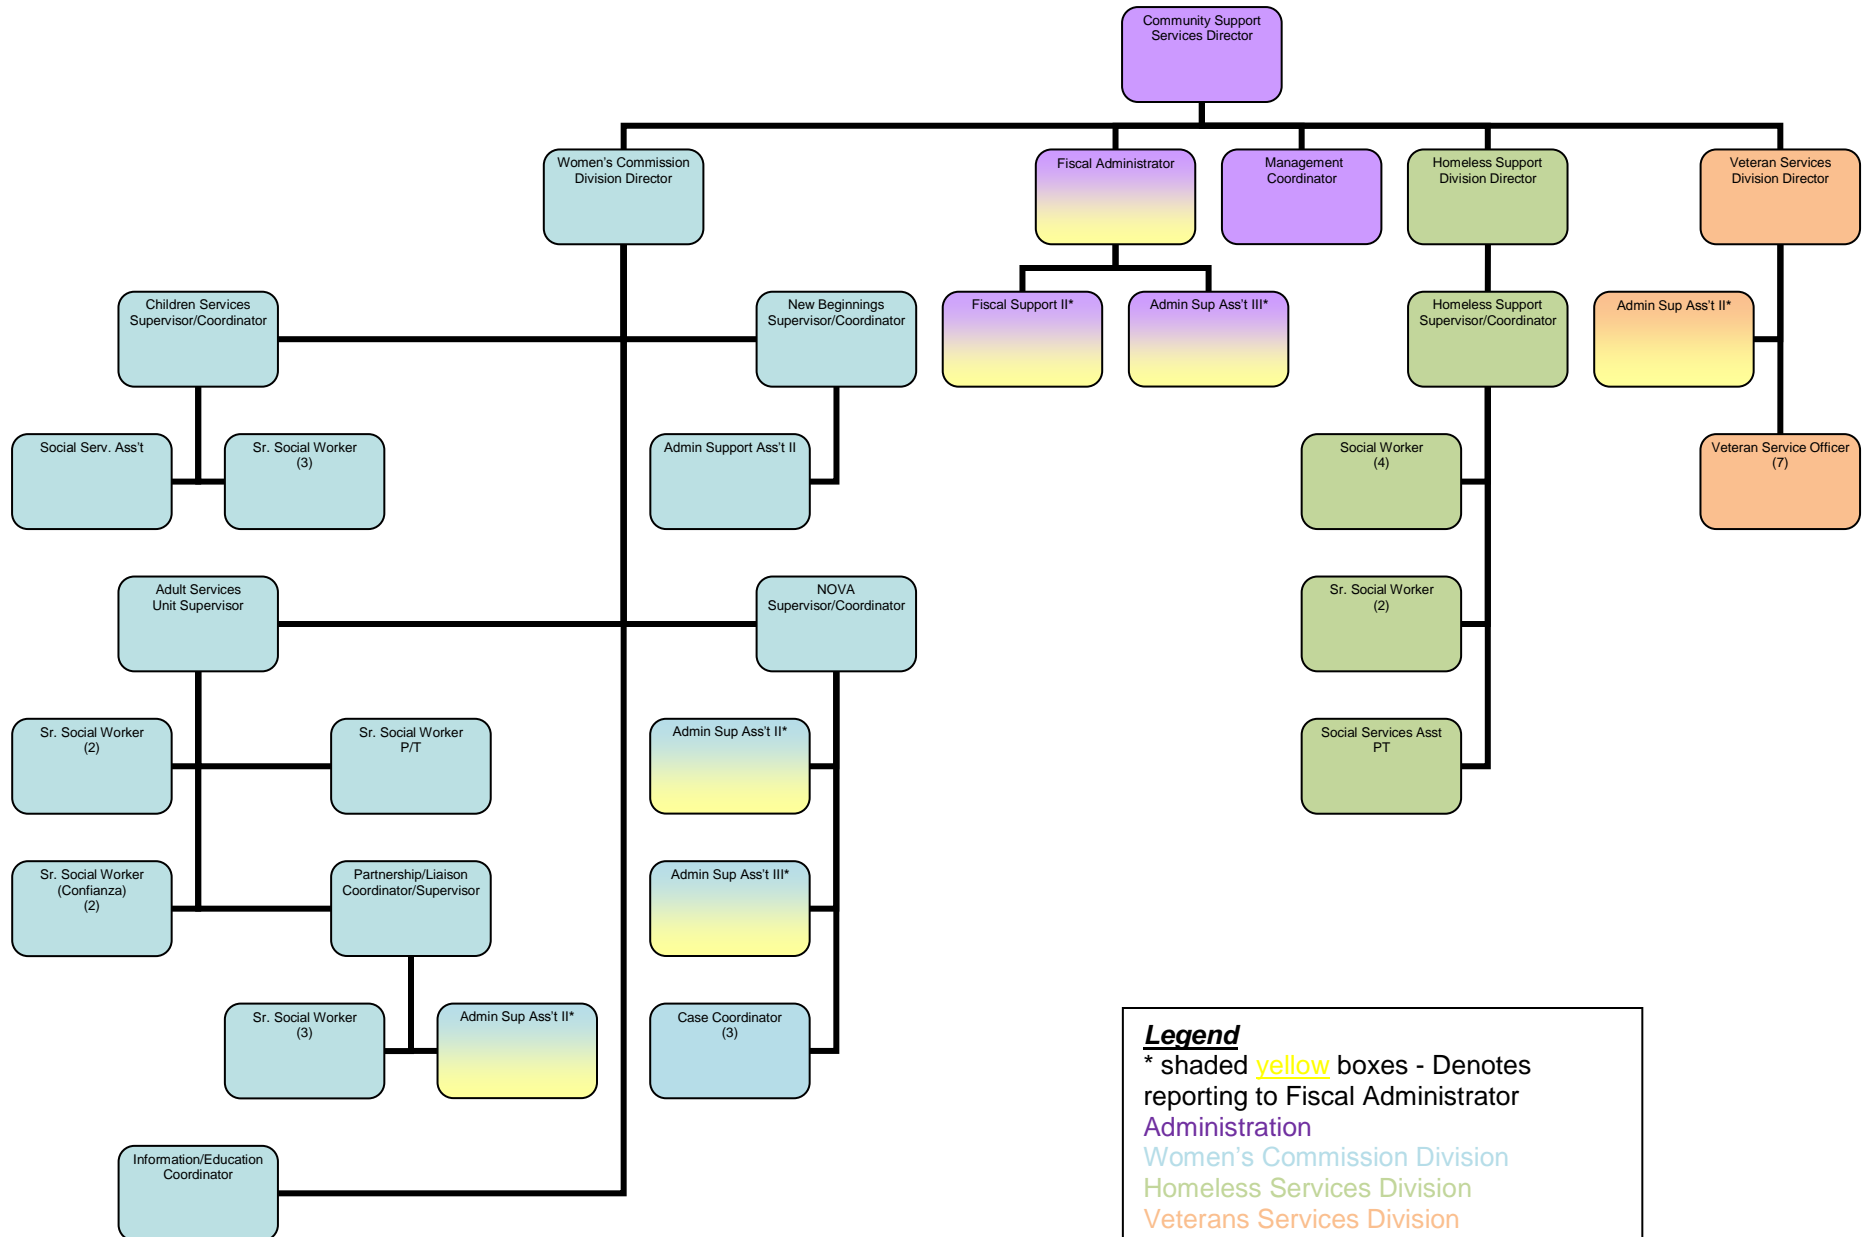 Community Support
Services Director
Women's Commission
Division Director
Fiscal Administrator
Management
Coordinator
Homeless Support
Division Director
Veteran Services
Division Director
Children Services
Supervisor/Coordinator
New Beginnings
Supervisor/Coordinator
Fiscal Support II*
Admin Sup Ass't III*
Homeless Support
Supervisor/Coordinator
Admin Sup Ass't II*
Social Serv. Ass't
Sr. Social Worker
(3)
Admin Support Ass't II
Social Worker
(4)
Veteran Service Officer
(7)
Adult Services
Unit Supervisor
NOVA
Supervisor/Coordinator
Sr. Social Worker
(2)
Sr. Social Worker
(2)
Sr. Social Worker
P/T
Admin Sup Ass't II*
Social Services Asst
PT
Sr. Social Worker
(Confianza)
(2)
Partnership/Liaison
Coordinator/Supervisor
Admin Sup Ass't III*
Sr. Social Worker
(3)
Admin Sup Ass't II*
Case Coordinator
(3)
Information/Education
Coordinator
Legend
* shaded yellow boxes - Denotes
reporting to Fiscal Administrator
Administration
Women's Commission Division
Homeless Services Division
Veterans Services Division